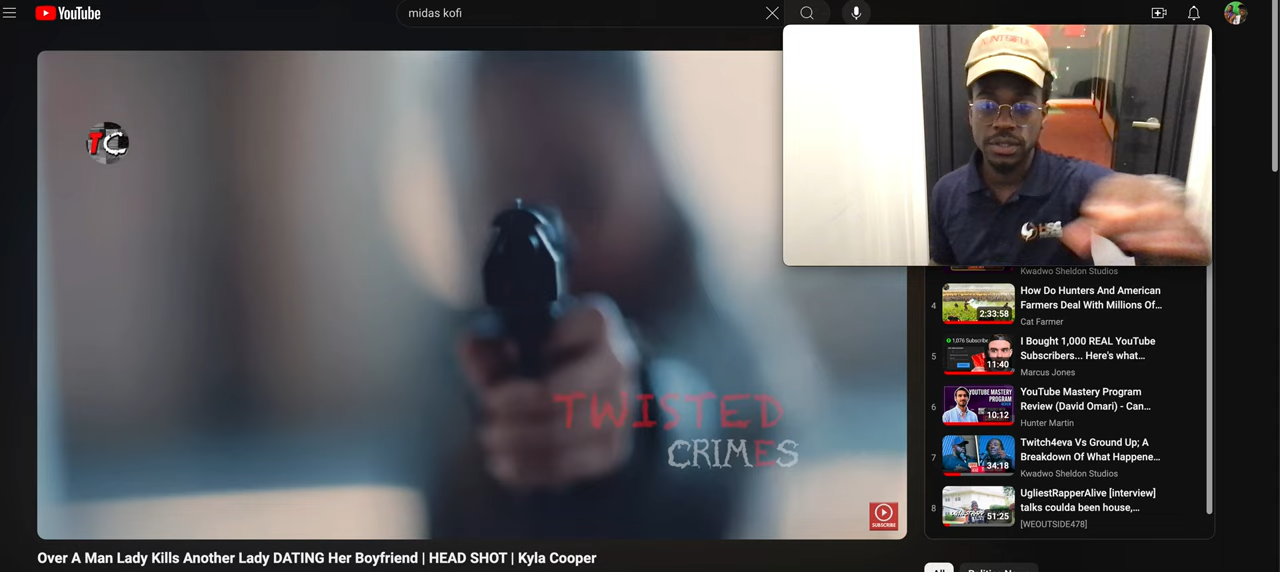 YouTube
midas kofi
TC
TWISTED
CRIMES
SUBSCRIBE
Over A Man Lady Kills Another Lady DATING Her Boyfriend | HEAD SHOT | Kyla Cooper
Kwadwo Sheldon Studios
4
2:33:58
How Do Hunters And American
Farmers Deal With Millions Of...
Cat Farmer
5
11:40
I Bought 1,000 REAL YouTube
Subscribers... Here's what...
Marcus Jones
6
YOUTUBE MASTERY
PROGRAM
10:12
YouTube Mastery Program
Review (David Omari) - Can...
Hunter Martin
7
34:18
Twitch4eva Vs Ground Up; A
Breakdown Of What Happene...
Kwadwo Sheldon Studios
8
51:25
UgliestRapperAlive [interview]
talks coulda been house,...
[WEOUTSIDE478]
All